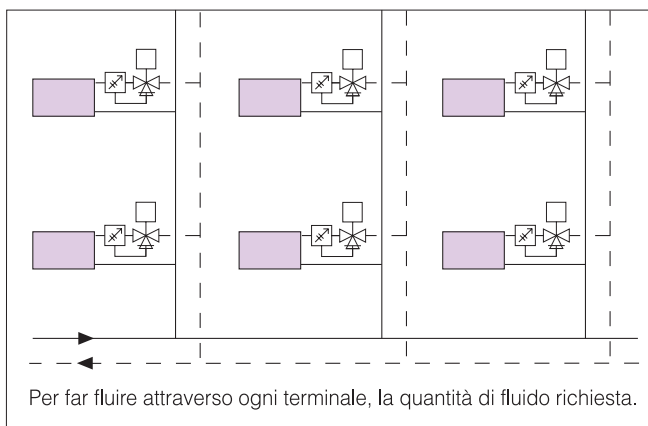 Per far fluire attraverso ogni terminale, la quantità di fluido richiesta.